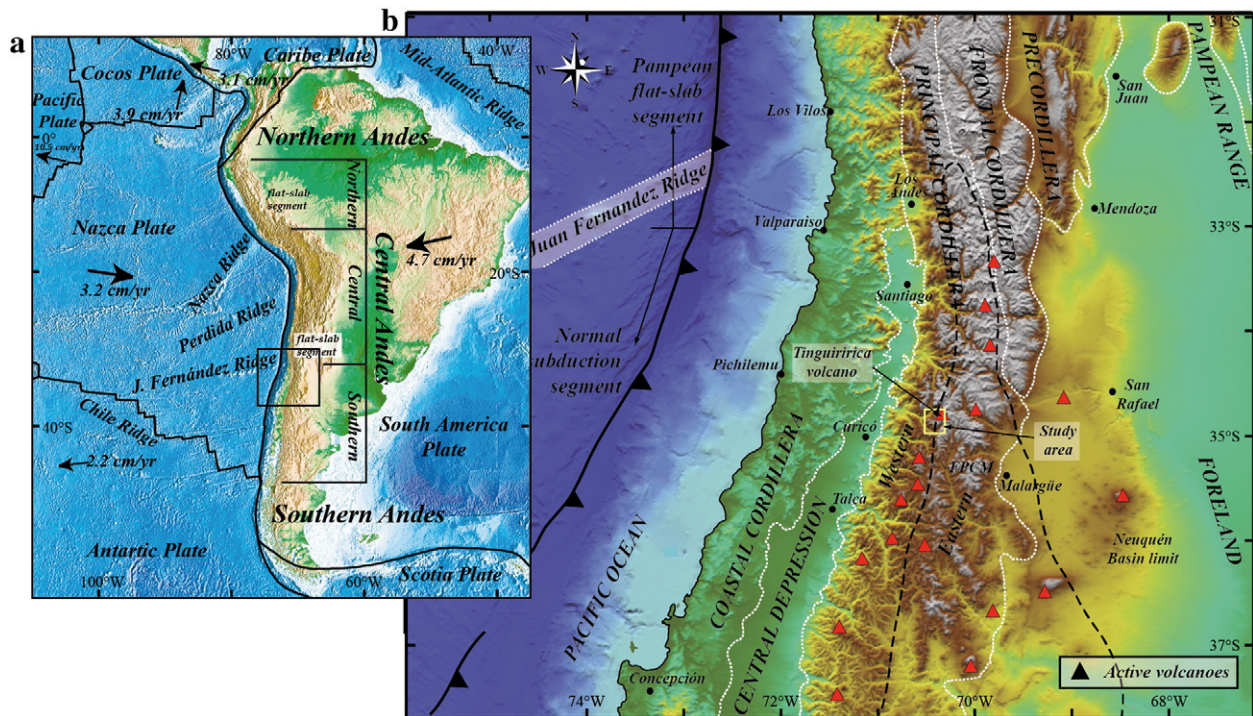 a
80°W
Caribe Plate
40°W
Cocos Plate
3.1 cm/yr
Mid-Atlantic Ridge
Pacific
Plate
3.9 cm/yr
0°
10.5 cm/yr
Northern Andes
flat-slab
segment
Northern
Nazca Plate
4.7 cm/yr
3.2 cm/yr
Nazca Ridge
Central
Central Andes
20°S
Perdida Ridge
flat-slab
segment
J. Fernández Ridge
Southern
Chile Ridge
40°S
South America
Plate
2.2 cm/yr
Southern Andes
Antartic Plate
Scotia Plate
100°W
60°W
b
31°S
31°S
N
W
E
S
Pampean
flat-slab
segment
PRINCIPAL CORDILLERA
FRONTAL CORDILLERA
PRECORDILLERA
PAMPEAN RANGE
San
Juan
Los Vilos
Los
Ande
Juan Fernandez Ridge
Mendoza
Valparaiso
33°S
Santiago
Normal
subduction
segment
Tinguiririca
volcano
Pichilemu
San
Rafael
Curicó
Study
area
35°S
Western
FPCM
Malargüe
Talca
Eastern
FORELAND
Neuquén
Basin limit
PACIFIC OCEAN
COASTAL CORDILLERA
CENTRAL DEPRESSION
37°S
Concepción
Active volcanoes
74°W
72°W
70°W
68°W